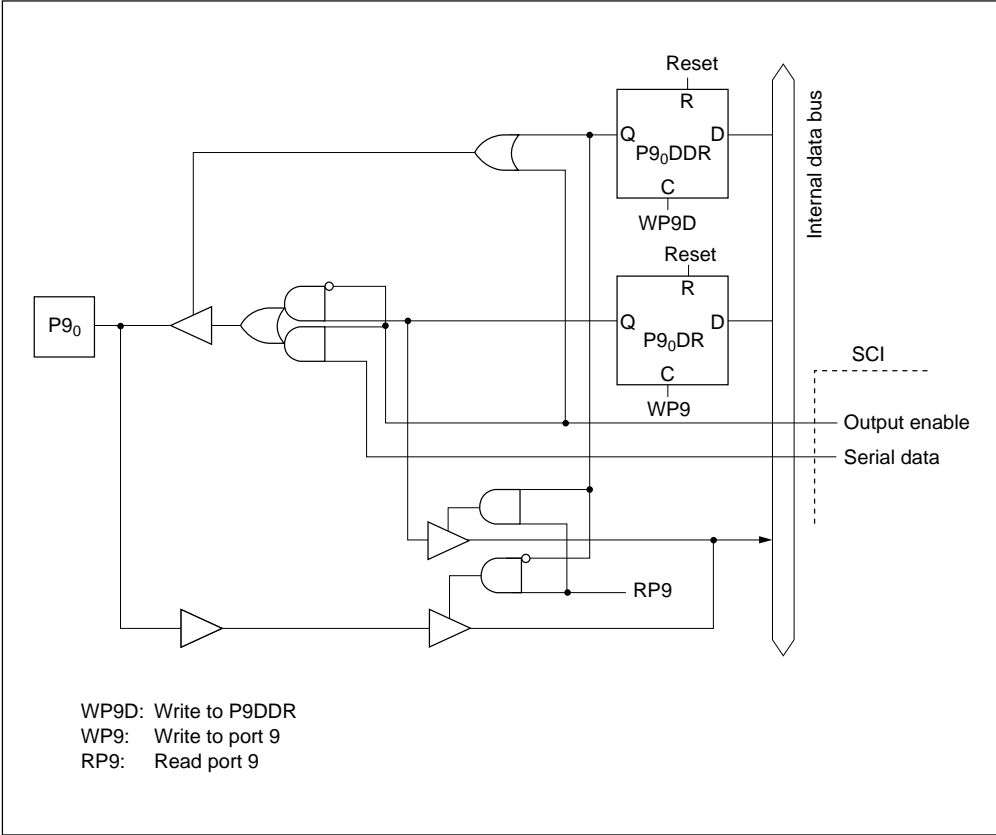 Reset
R
Q
D
P9₀DDR
C
WP9D
Internal data bus
Reset
R
P9₀
Q
D
P9₀DR
C
WP9
SCI
Output enable
Serial data
RP9
WP9D: Write to P9DDR
WP9: Write to port 9
RP9: Read port 9